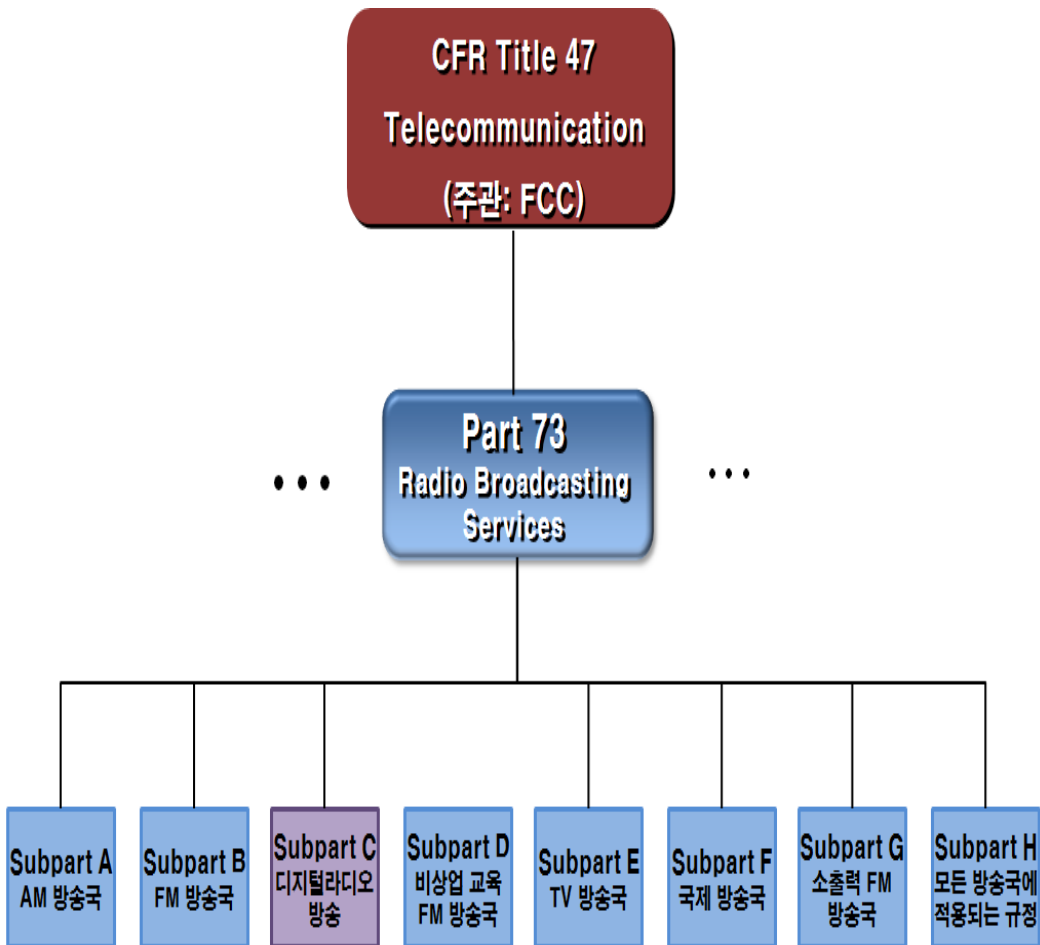 CFR Title 47
Telecommunication
(주관: FCC)
Part 73
Radio Broadcasting
Services
Subpart A
AM 방송국
Subpart B
FM 방송국
Subpart C
디지털라디오
방송
Subpart D
비상업 교육
FM 방송국
Subpart E
TV 방송국
Subpart F
국제 방송국
Subpart G
소출력 FM
방송국
Subpart H
모든 방송국에
적용되는 규정